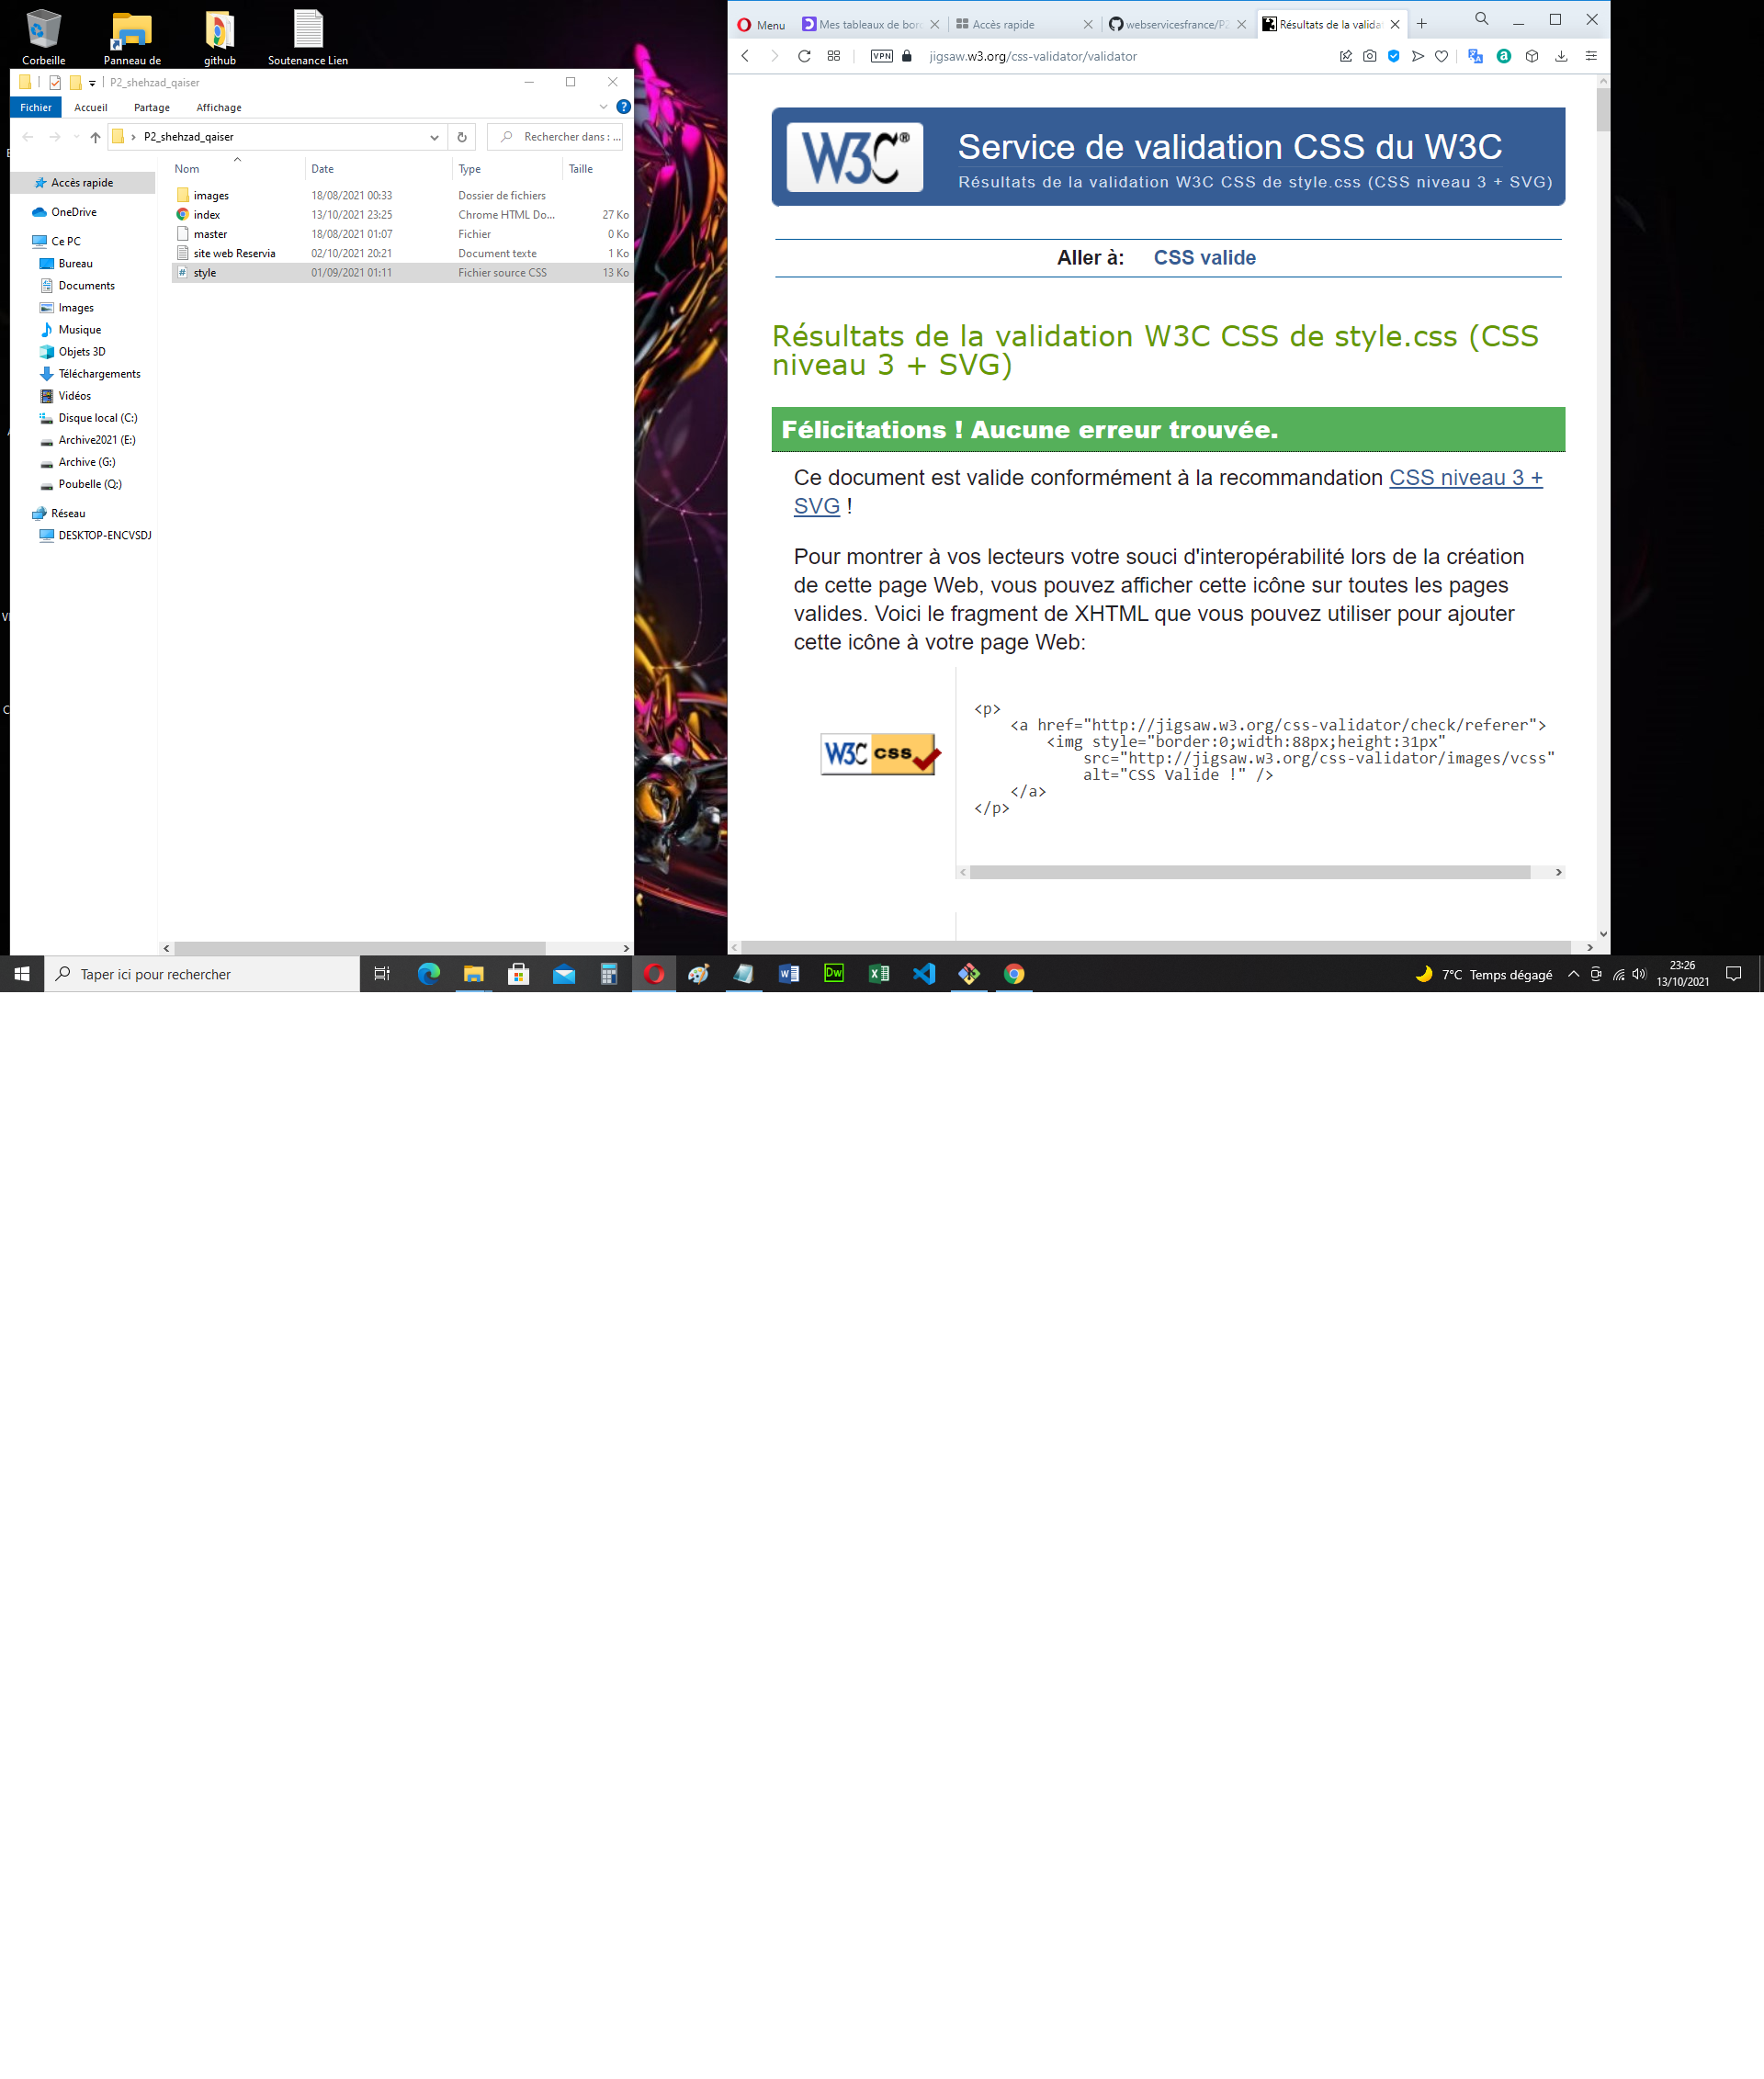 Corbeille
Panneau de
github
Soutenance Lien
P2_shehzad_qaiser
Fichier Accueil Partage Affichage
P2_shehzad_qaiser
Rechercher dans : ...
Nom Date Type Taille
images 18/08/2021 00:33 Dossier de fichiers
index 13/10/2021 23:25 Chrome HTML Do... 27 Ko
master 18/08/2021 01:07 Fichier 0 Ko
site web Reservia 02/10/2021 20:21 Document texte 1 Ko
style 01/09/2021 01:11 Fichier source CSS 13 Ko
Accès rapide
OneDrive
Ce PC
Bureau
Documents
Images
Musique
Objets 3D
Téléchargements
Vidéos
Disque local (C:)
Archive2021 (E:)
Archive (G:)
Poubelle (Q:)
Réseau
DESKTOP-ENCVSDJ
Menu Mes tableaux de bor Accès rapide webservicesfrance/P2 Résultats de la valida
VPN jigsaw.w3.org/css-validator/validator
W3C®
Service de validation CSS du W3C
Résultats de la validation W3C CSS de style.css (CSS niveau 3 + SVG)
Aller à: CSS valide
Résultats de la validation W3C CSS de style.css (CSS
niveau 3 + SVG)
Félicitations ! Aucune erreur trouvée.
Ce document est valide conformément à la recommandation CSS niveau 3 +
SVG !
Pour montrer à vos lecteurs votre souci d'interopérabilité lors de la création
de cette page Web, vous pouvez afficher cette icône sur toutes les pages
valides. Voici le fragment de XHTML que vous pouvez utiliser pour ajouter
cette icône à votre page Web:
W3C css
<p>
<a href="http://jigsaw.w3.org/css-validator/check/referer">
<img style="border:0;width:88px;height:31px"
src="http://jigsaw.w3.org/css-validator/images/vcss"
alt="CSS Valide !" />
</a>
</p>
Taper ici pour rechercher
7°C Temps dégagé
23:26
13/10/2021